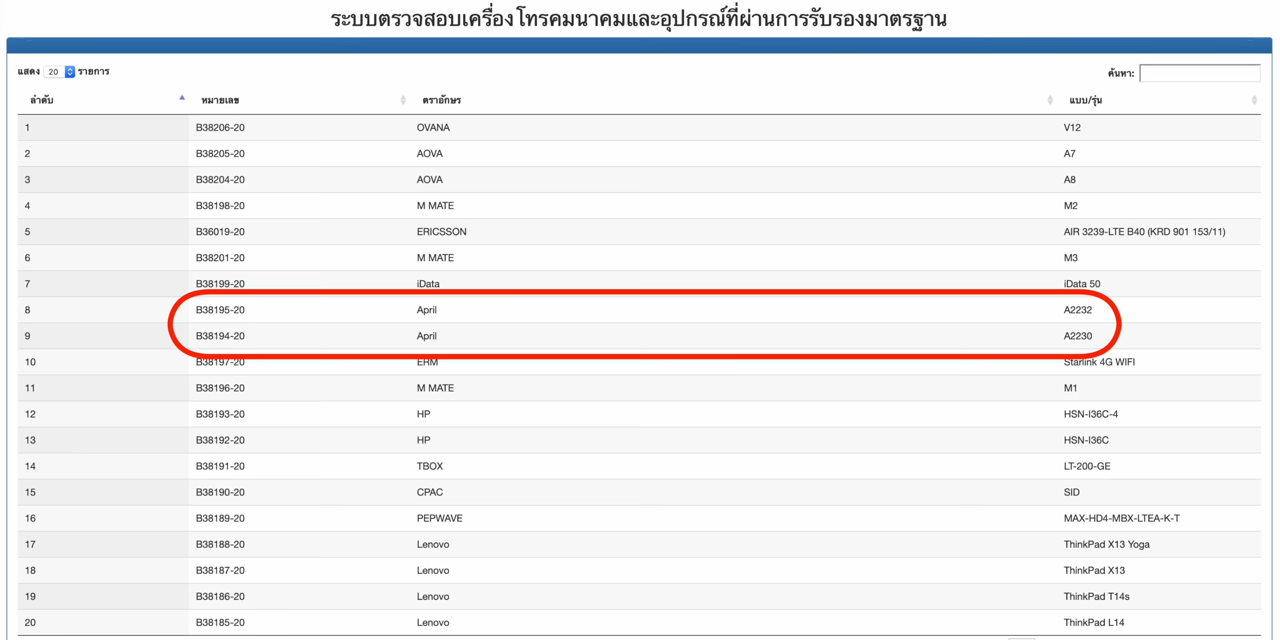 ระบบตรวจสอบเครื่องโทรคมนาคมและอุปกรณ์ที่ผ่านการรับรองมาตรฐาน
แสดง 20 รายการ ค้นหา:
ลำดับ หมายเลข ตราอักษร แบบ/รุ่น
1 B38206-20 OVANA V12
2 B38205-20 AOVA A7
3 B38204-20 AOVA A8
4 B38198-20 M MATE M2
5 B36019-20 ERICSSON AIR 3239-LTE B40 (KRD 901 153/11)
6 B38201-20 M MATE M3
7 B38199-20 iData iData 50
8 B38195-20 April A2232
9 B38194-20 April A2230
10 B38197-20 ERM Starlink 4G WIFI
11 B38196-20 M MATE M1
12 B38193-20 HP HSN-I36C-4
13 B38192-20 HP HSN-I36C
14 B38191-20 TBOX LT-200-GE
15 B38190-20 CPAC SID
16 B38189-20 PEPWAVE MAX-HD4-MBX-LTEA-K-T
17 B38188-20 Lenovo ThinkPad X13 Yoga
18 B38187-20 Lenovo ThinkPad X13
19 B38186-20 Lenovo ThinkPad T14s
20 B38185-20 Lenovo ThinkPad L14